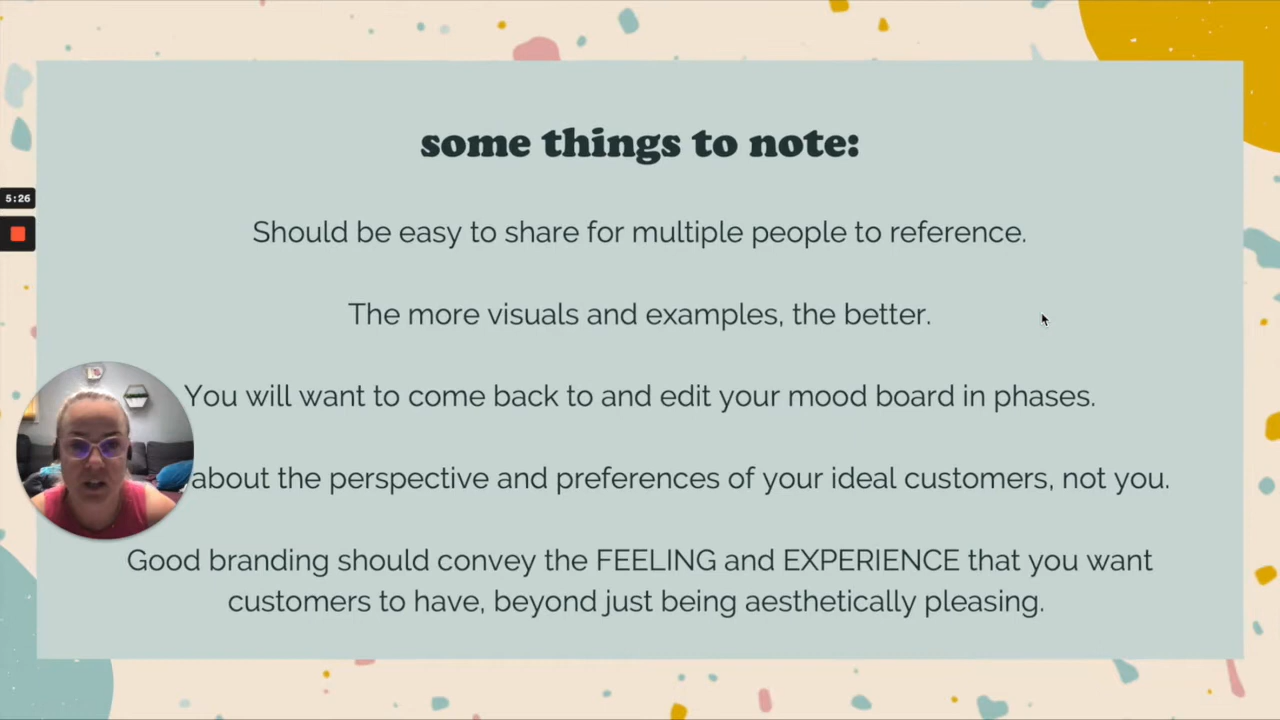 some things to note:
5:26
Should be easy to share for multiple people to reference.
The more visuals and examples, the better.
You will want to come back to and edit your mood board in phases.
about the perspective and preferences of your ideal customers, not you.
Good branding should convey the FEELING and EXPERIENCE that you want
customers to have, beyond just being aesthetically pleasing.